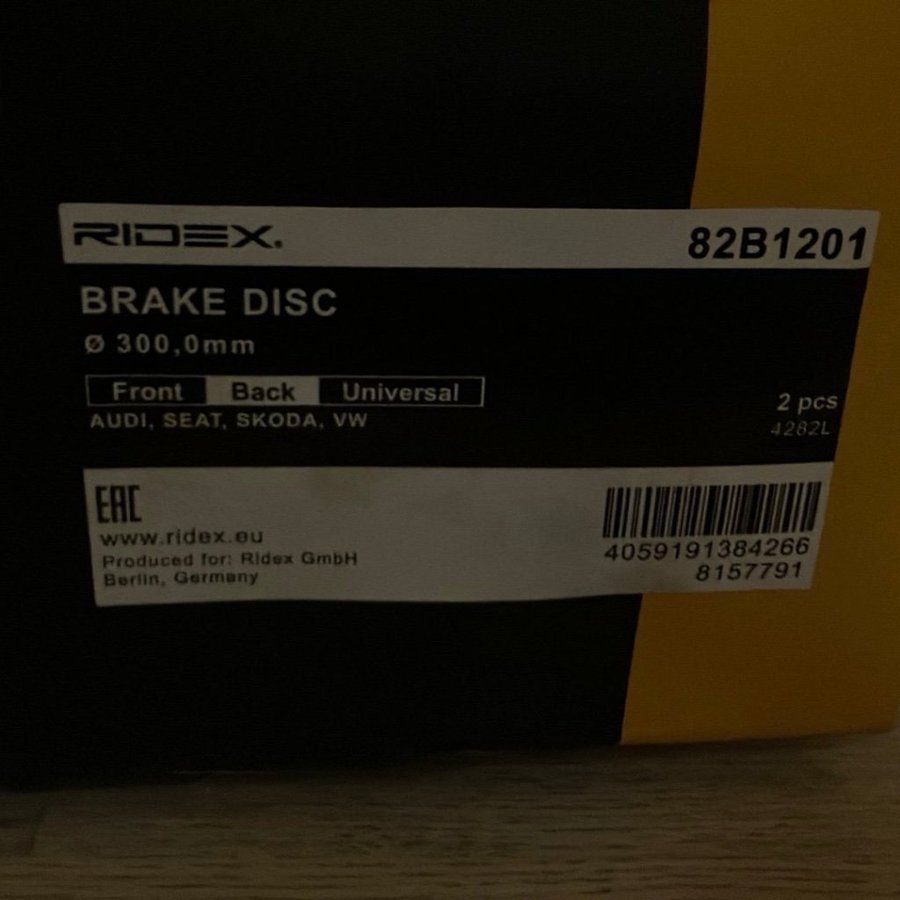 RIDEX. 82B1201
BRAKE DISC
Ø 300,0mm
Front Back Universal
AUDI, SEAT, SKODA, VW
2 pcs
4282L
EAC
www.ridex.eu
Produced for: Ridex GmbH
Berlin, Germany
4059191384266
8157791